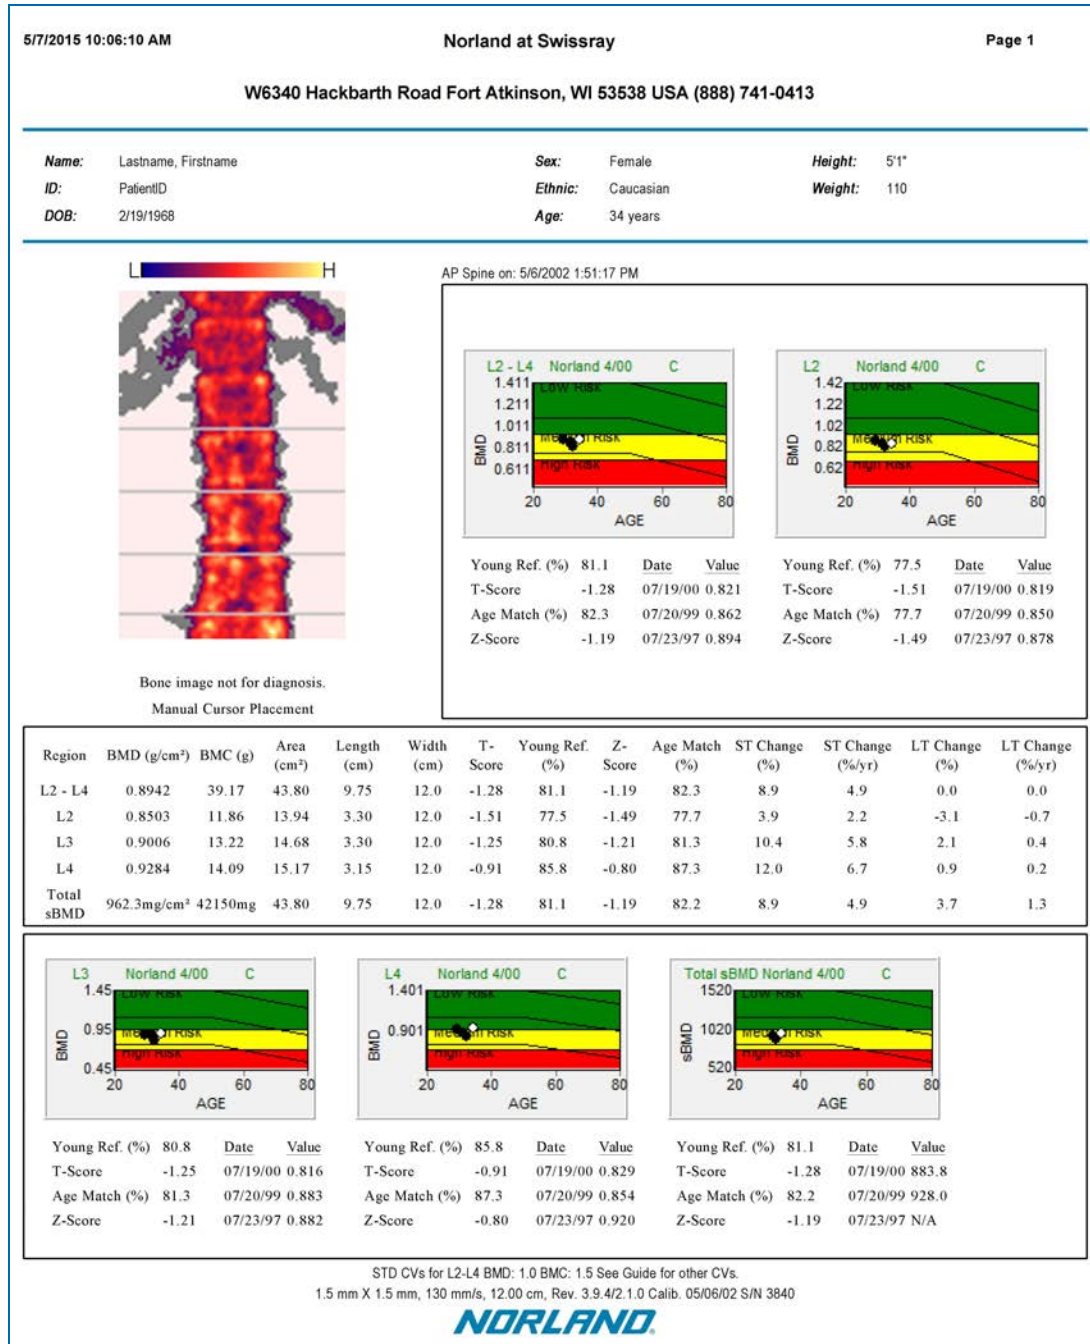 5/7/2015 10:06:10 AM Norland at Swissray Page 1
W6340 Hackbarth Road Fort Atkinson, WI 53538 USA (888) 741-0413
Name: Lastname, Firstname Sex: Female Height: 5'1"
ID: PatientID Ethnic: Caucasian Weight: 110
DOB: 2/19/1968 Age: 34 years
L H
AP Spine on: 5/6/2002 1:51:17 PM
Bone image not for diagnosis.
Manual Cursor Placement
L2 - L4 Norland 4/00 C
1.411
1.211
1.011
0.811
0.611
BMD
Low Risk
Medium Risk
High Risk
20 40 60 80
AGE
Young Ref. (%) 81.1 Date Value
T-Score -1.28 07/19/00 0.821
Age Match (%) 82.3 07/20/99 0.862
Z-Score -1.19 07/23/97 0.894
L2 Norland 4/00 C
1.42
1.22
1.02
0.82
0.62
BMD
Low Risk
Medium Risk
High Risk
20 40 60 80
AGE
Young Ref. (%) 77.5 Date Value
T-Score -1.51 07/19/00 0.819
Age Match (%) 77.7 07/20/99 0.850
Z-Score -1.49 07/23/97 0.878
Region BMD (g/cm²) BMC (g) Area (cm²) Length (cm) Width (cm) T-Score Young Ref. (%) Z-Score Age Match (%) ST Change (%) ST Change (%/yr) LT Change (%) LT Change (%/yr)
L2 - L4 0.8942 39.17 43.80 9.75 12.0 -1.28 81.1 -1.19 82.3 8.9 4.9 0.0 0.0
L2 0.8503 11.86 13.94 3.30 12.0 -1.51 77.5 -1.49 77.7 3.9 2.2 -3.1 -0.7
L3 0.9006 13.22 14.68 3.30 12.0 -1.25 80.8 -1.21 81.3 10.4 5.8 2.1 0.4
L4 0.9284 14.09 15.17 3.15 12.0 -0.91 85.8 -0.80 87.3 12.0 6.7 0.9 0.2
Total sBMD 962.3mg/cm² 42150mg 43.80 9.75 12.0 -1.28 81.1 -1.19 82.2 8.9 4.9 3.7 1.3
L3 Norland 4/00 C
1.45
0.95
0.45
BMD
Low Risk
Medium Risk
High Risk
20 40 60 80
AGE
Young Ref. (%) 80.8 Date Value
T-Score -1.25 07/19/00 0.816
Age Match (%) 81.3 07/20/99 0.883
Z-Score -1.21 07/23/97 0.882
L4 Norland 4/00 C
1.401
0.901
BMD
Low Risk
Medium Risk
High Risk
20 40 60 80
AGE
Young Ref. (%) 85.8 Date Value
T-Score -0.91 07/19/00 0.829
Age Match (%) 87.3 07/20/99 0.854
Z-Score -0.80 07/23/97 0.920
Total sBMD Norland 4/00 C
1520
1020
520
sBMD
Low Risk
Medium Risk
High Risk
20 40 60 80
AGE
Young Ref. (%) 81.1 Date Value
T-Score -1.28 07/19/00 883.8
Age Match (%) 82.2 07/20/99 928.0
Z-Score -1.19 07/23/97 N/A
STD CVs for L2-L4 BMD: 1.0 BMC: 1.5 See Guide for other CVs.
1.5 mm X 1.5 mm, 130 mm/s, 12.00 cm, Rev. 3.9.4/2.1.0 Calib. 05/06/02 S/N 3840
NORLAND